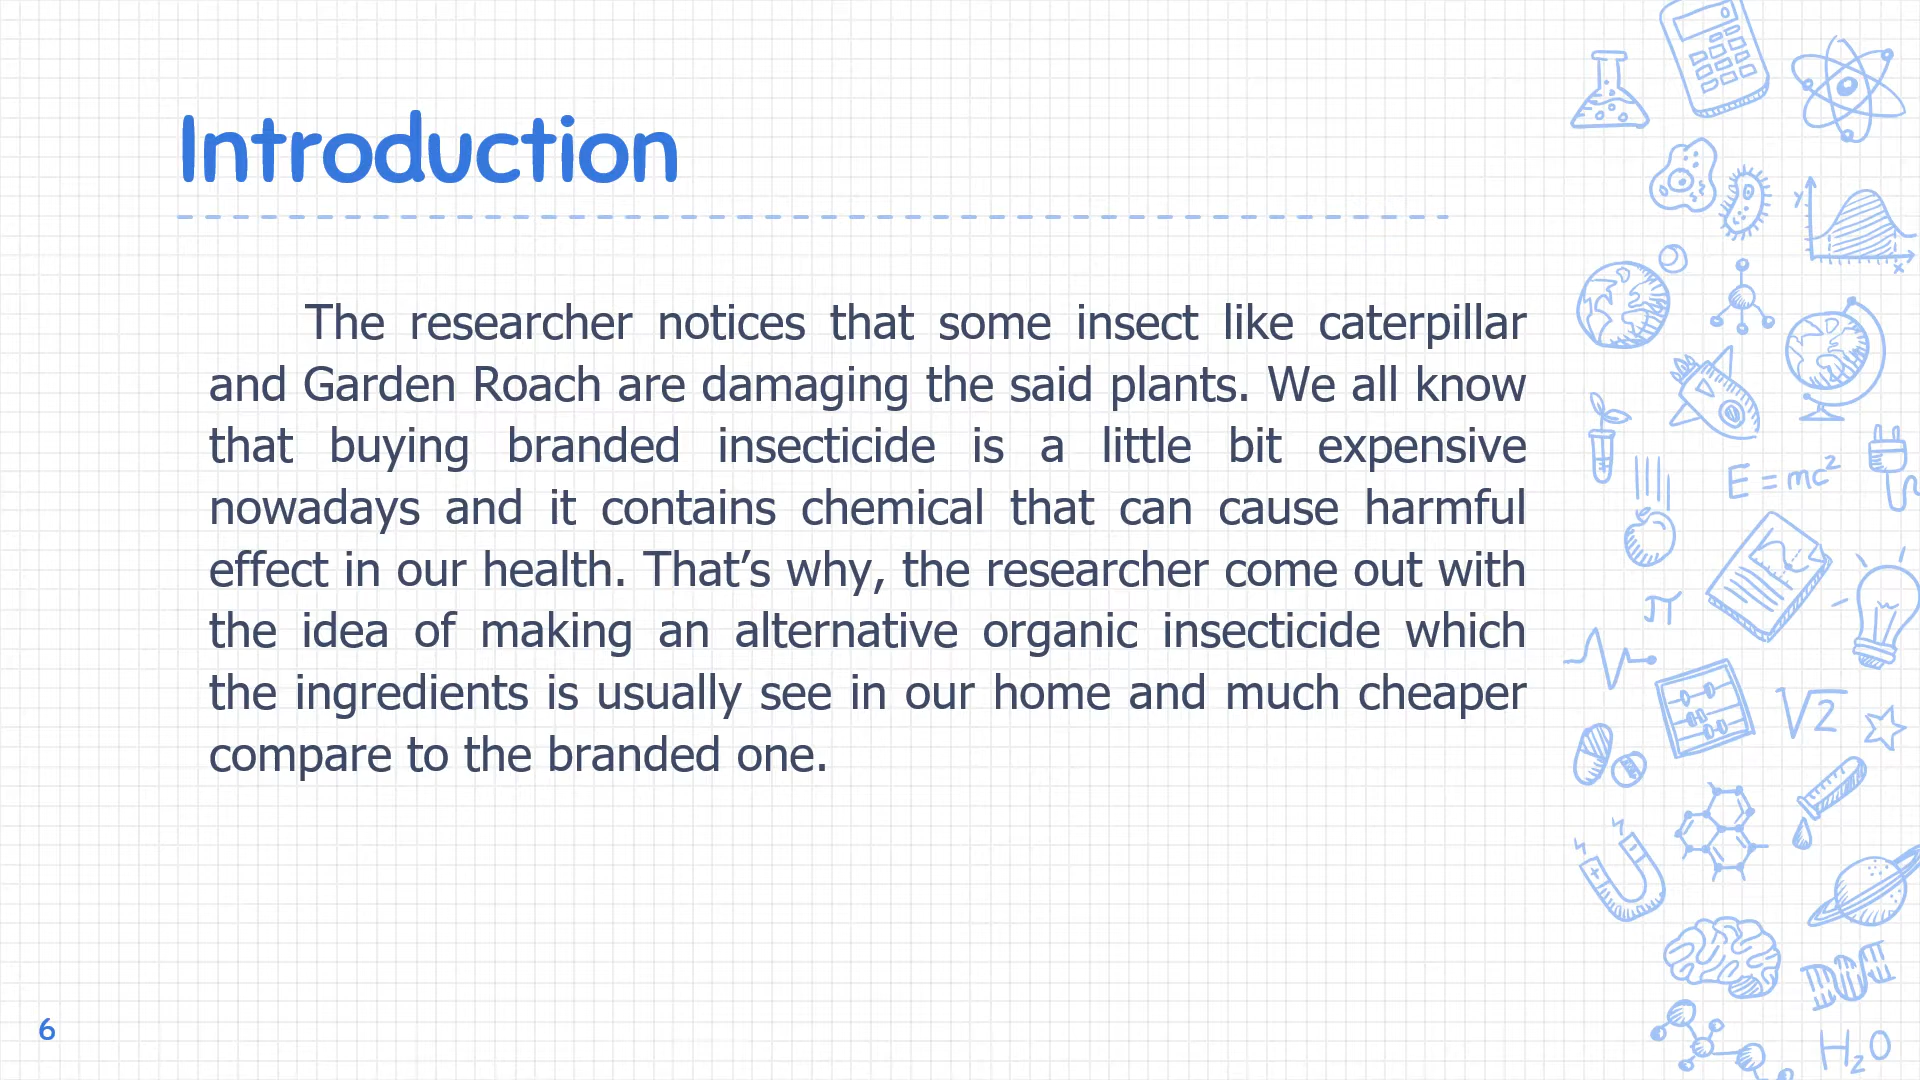 Introduction
The researcher notices that some insect like caterpillar
and Garden Roach are damaging the said plants. We all know
that buying branded insecticide is a little bit expensive
nowadays and it contains chemical that can cause harmful
effect in our health. That’s why, the researcher come out with
the idea of making an alternative organic insecticide which
the ingredients is usually see in our home and much cheaper
compare to the branded one.
6
y
x
E = mc²
π
√2
H₂O